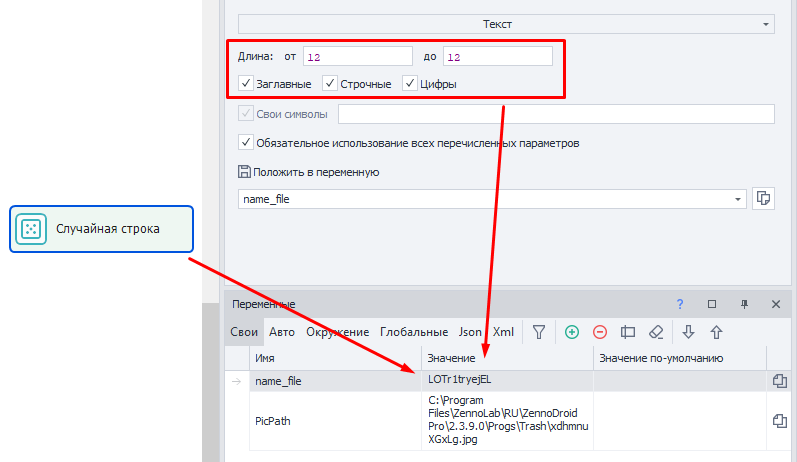 Текст
Длина: от 12 до 12
Заглавные Строчные Цифры
Свои символы
Обязательное использование всех перечисленных параметров
Положить в переменную
name_file
Случайная строка
Переменные
?
Свои Авто Окружение Глобальные Json Xml
Имя Значение Значение по-умолчанию
name_file LOTr1tryejEL
PicPath C:\Program
Files\ZennoLab\RU\ZennoDroid
Pro\2.3.9.0\Progs\Trash\xdhmnu
XGxLg.jpg